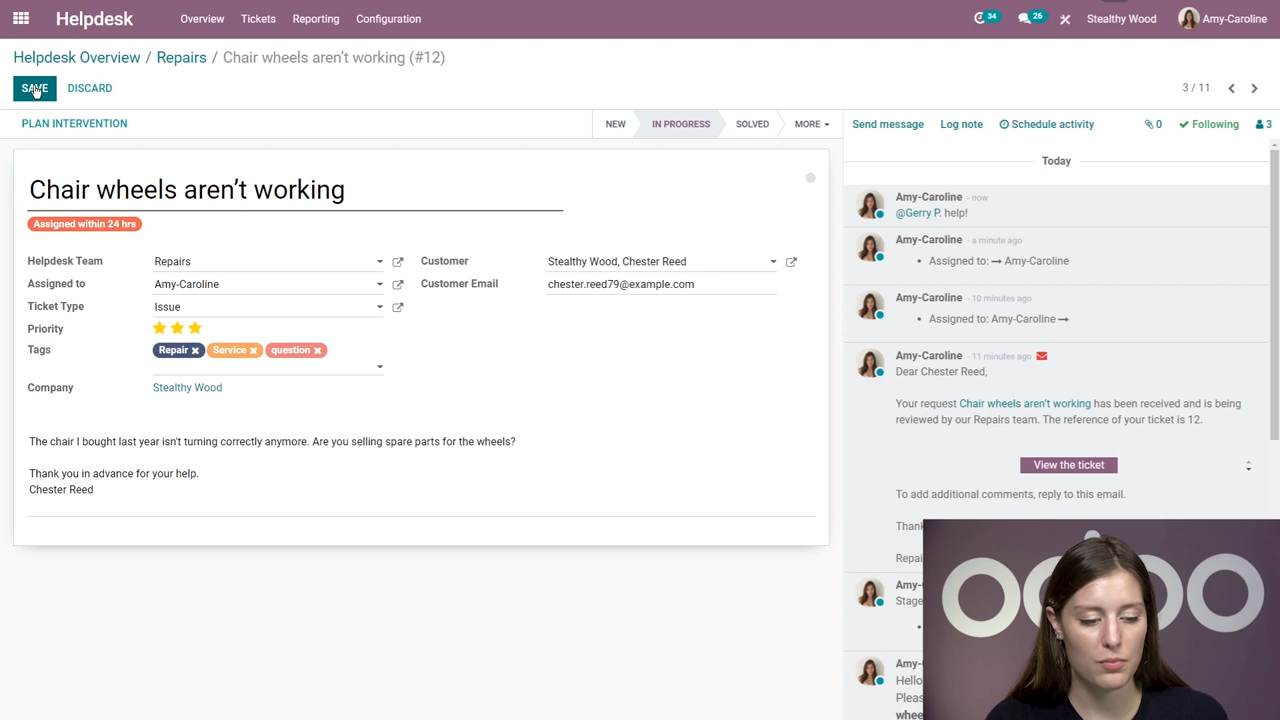 Helpdesk Overview Tickets Reporting Configuration 34 26 Stealthy Wood Amy-Caroline
Helpdesk Overview / Repairs / Chair wheels aren't working (#12)
SAVE DISCARD 3 / 11
PLAN INTERVENTION NEW IN PROGRESS SOLVED MORE
Chair wheels aren't working
Assigned within 24 hrs
Helpdesk Team Repairs
Assigned to Amy-Caroline
Ticket Type Issue
Priority
Tags Repair × Service × question ×
Company Stealthy Wood
Customer Stealthy Wood, Chester Reed
Customer Email chester.reed79@example.com
The chair I bought last year isn't turning correctly anymore. Are you selling spare parts for the wheels?
Thank you in advance for your help.
Chester Reed
Send message Log note Schedule activity 0 Following 3
Today
Amy-Caroline - now
@Gerry P. help!
Amy-Caroline - a minute ago
• Assigned to: → Amy-Caroline
Amy-Caroline - 10 minutes ago
• Assigned to: Amy-Caroline →
Amy-Caroline - 11 minutes ago
Dear Chester Reed,
Your request Chair wheels aren't working has been received and is being
reviewed by our Repairs team. The reference of your ticket is 12.
View the ticket
To add additional comments, reply to this email.
Thank
Repai
Amy-
Stage
Amy-
Hello
Pleas
whee
odoo